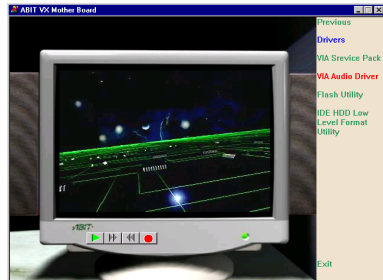 ABIT VX Mother Board
Previous
Drivers
VIA Srevice Pack
VIA Audio Driver
Flash Utility
IDE HDD Low
Level Format
Utility
ABIT
Exit